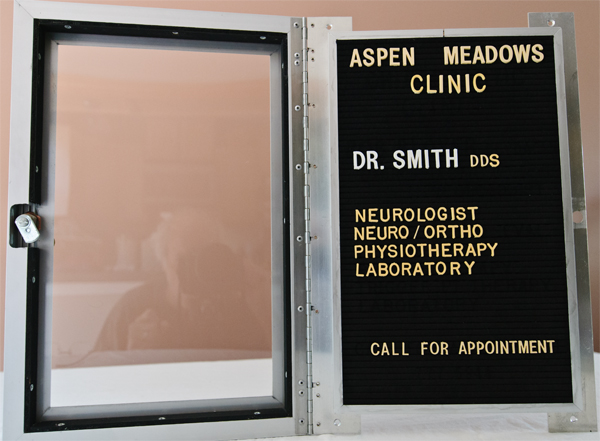 ASPEN MEADOWS
CLINIC
DR. SMITH DDS
NEUROLOGIST
NEURO/ORTHO
PHYSIOTHERAPY
LABORATORY
CALL FOR APPOINTMENT